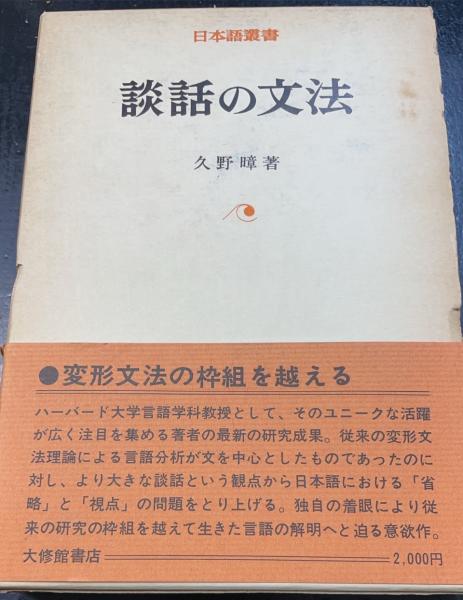 日本語叢書
談話の文法
久野暲著
●変形文法の枠組を越える
ハーバード大学言語学科教授として、そのユニークな活躍
が広く注目を集める著者の最新の研究成果。従来の変形文
法理論による言語分析が文を中心としたものであったのに
対し、より大きな談話という観点から日本語における「省
略」と「視点」の問題をとり上げる。独自の着眼により従
来の研究の枠組を越えて生きた言語の解明へと迫る意欲作。
大修館書店 2,000円